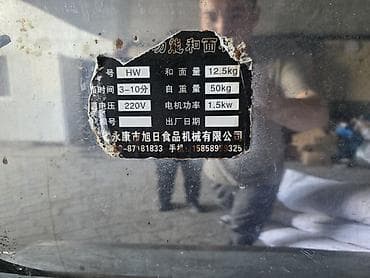 功能和面
号 HW 和面量 12.5kg
时间 3-10分 自重量 50kg
电压 220V 电机功率 1.5kw
号 出厂日期
永康市旭日食品机械有限公司
手机